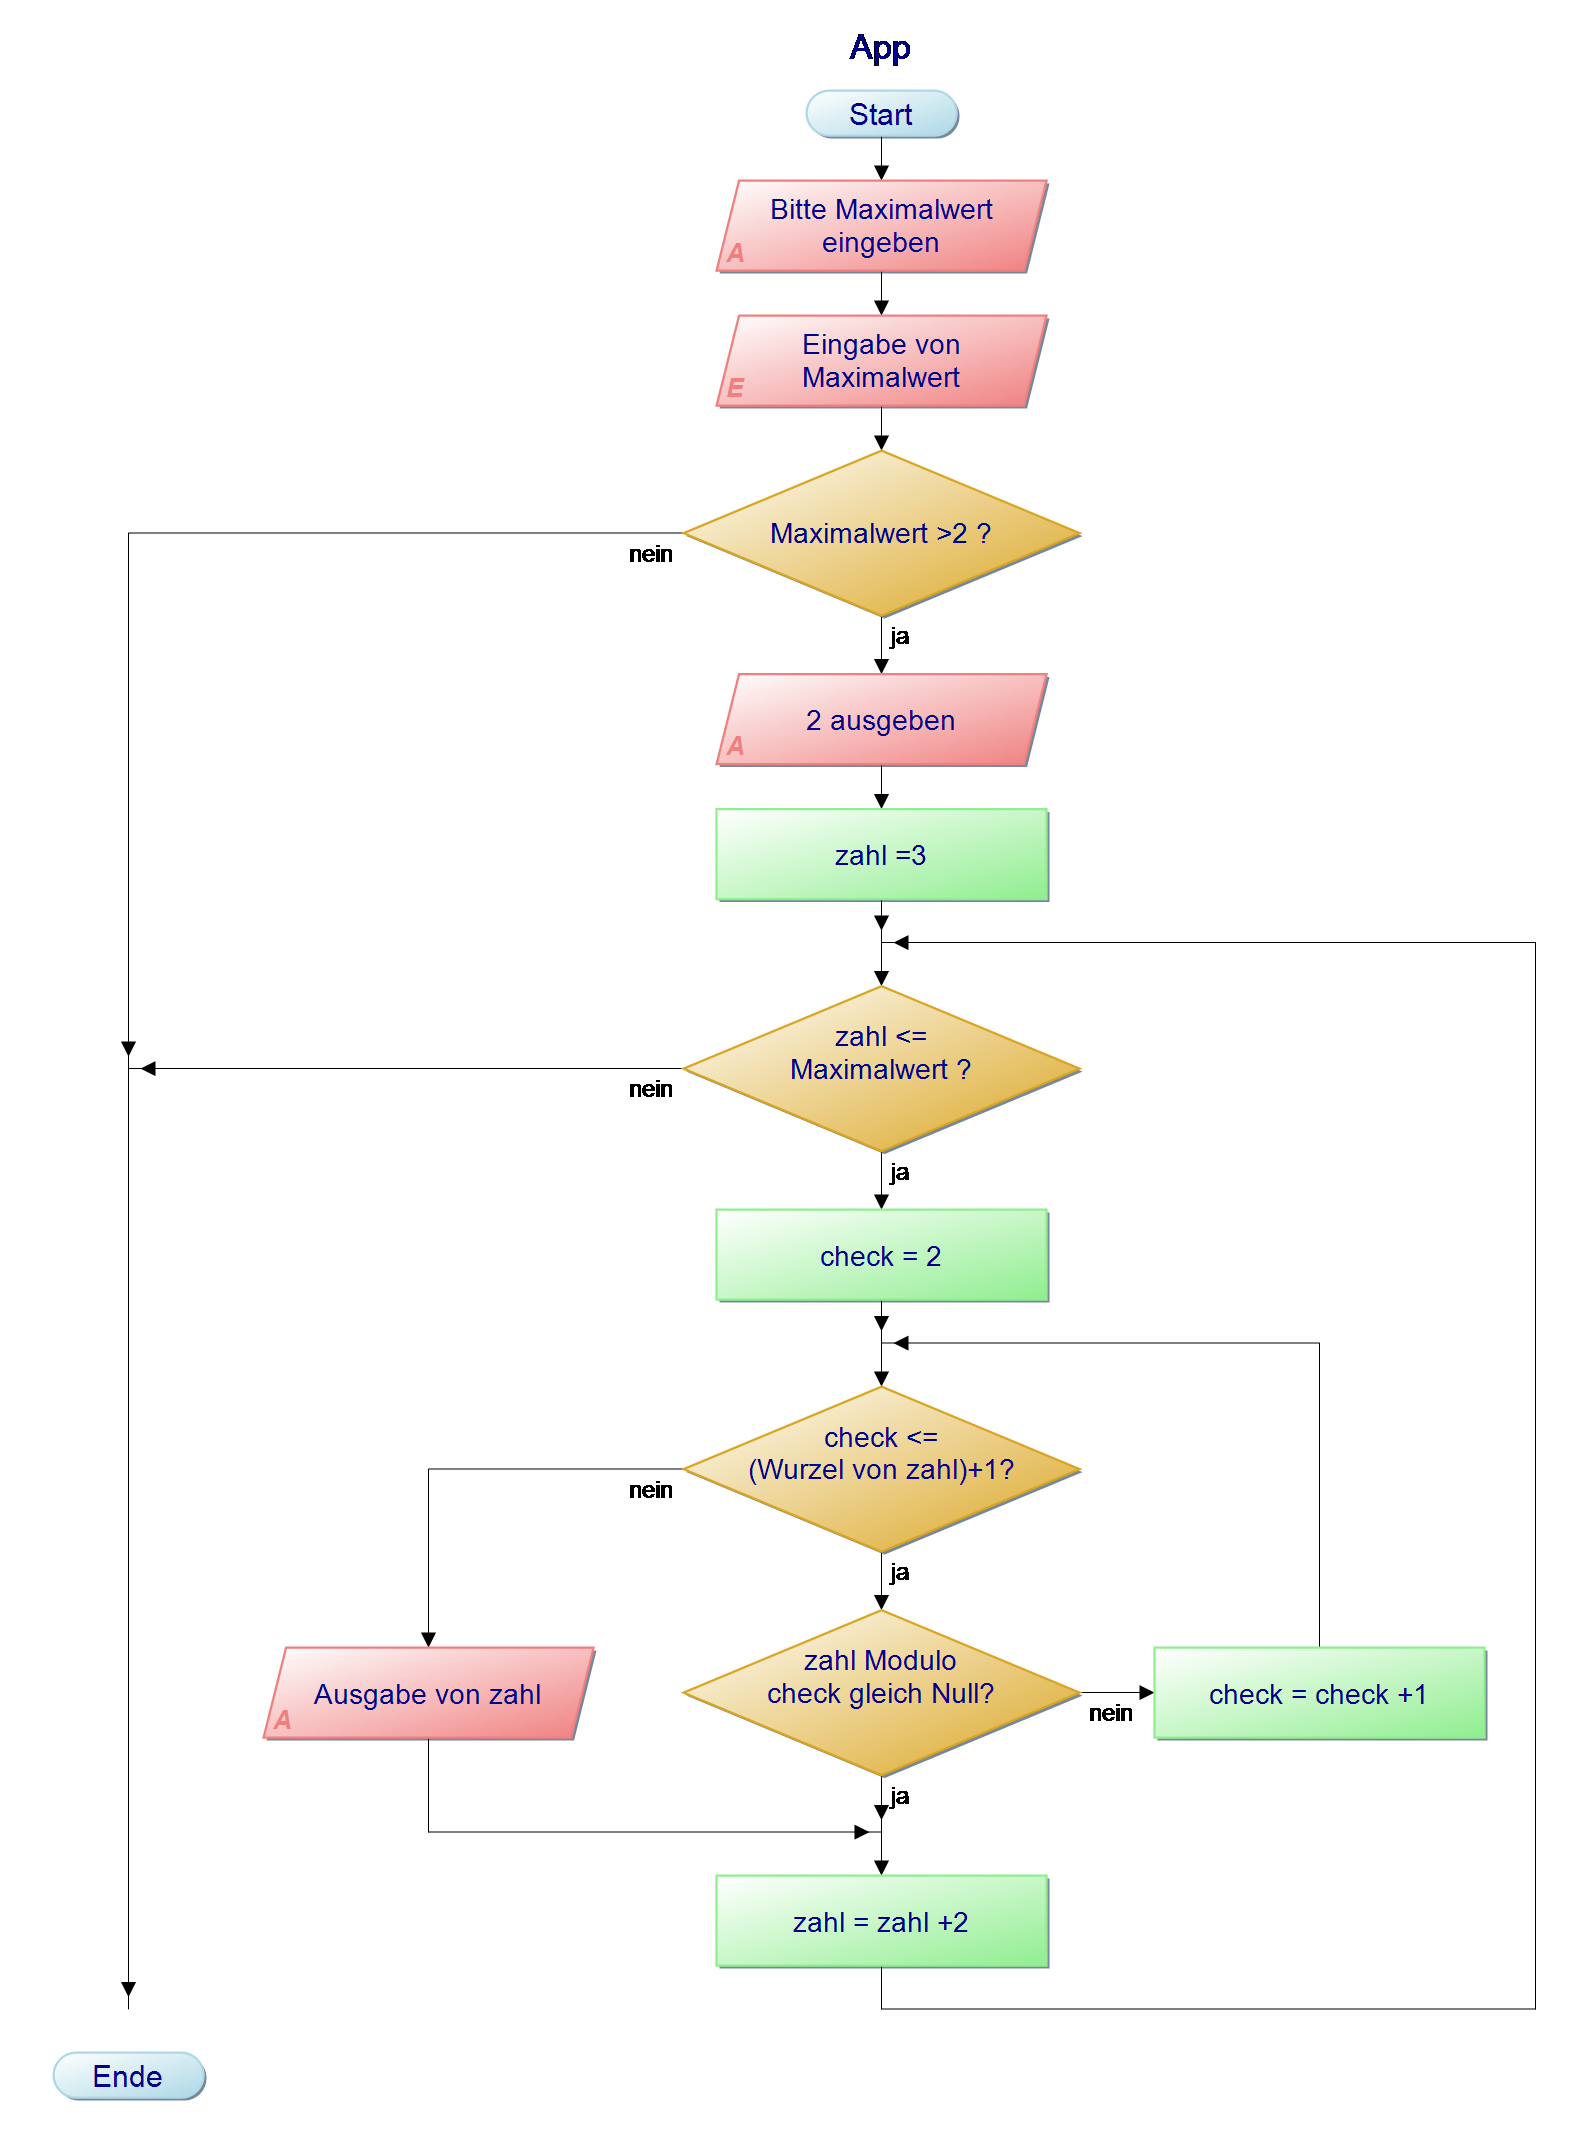 App
Start
Bitte Maximalwert
eingeben
A
Eingabe von
Maximalwert
E
Maximalwert >2 ?
nein
ja
2 ausgeben
A
zahl =3
zahl <=
Maximalwert ?
nein
ja
check = 2
check <=
(Wurzel von zahl)+1?
nein
ja
zahl Modulo
check gleich Null?
nein
check = check +1
Ausgabe von zahl
A
ja
zahl = zahl +2
Ende